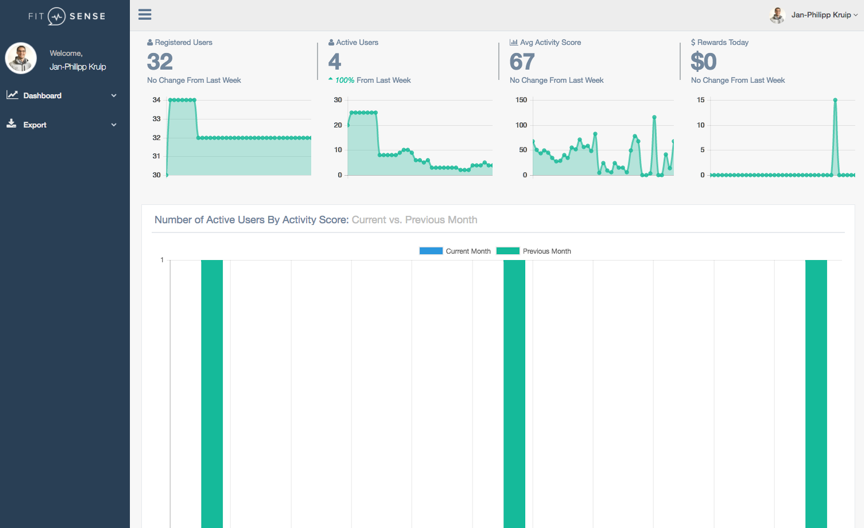 FIT SENSE
Jan-Philipp Kruip
Welcome,
Jan-Philipp Kruip
Dashboard
Export
Registered Users
32
No Change From Last Week
Active Users
4
100% From Last Week
Avg Activity Score
67
No Change From Last Week
$ Rewards Today
$0
No Change From Last Week
34
33
32
31
30
30
20
10
0
150
100
50
0
15
10
5
0
Number of Active Users By Activity Score: Current vs. Previous Month
Current Month
Previous Month
1